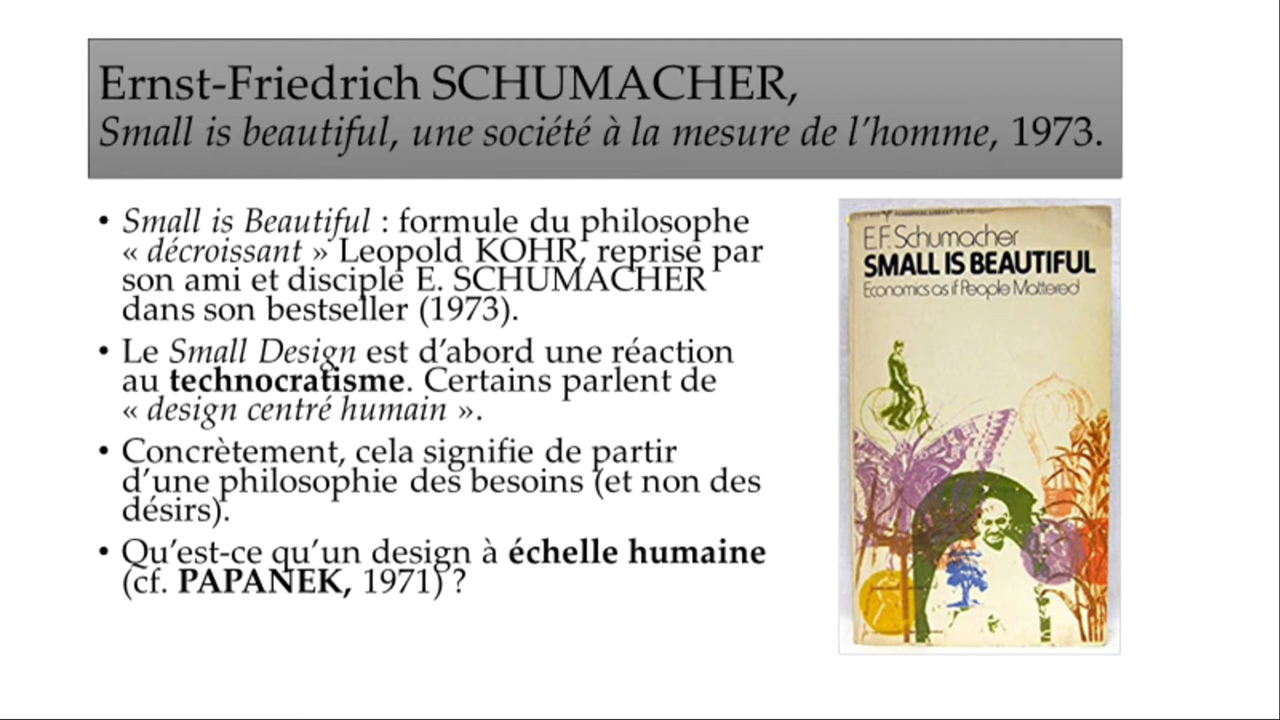 Ernst-Friedrich SCHUMACHER,
Small is beautiful, une société à la mesure de l’homme, 1973.
• Small is Beautiful : formule du philosophe
« décroissant » Leopold KOHR, reprise par
son ami et disciple E. SCHUMACHER
dans son bestseller (1973).
• Le Small Design est d’abord une réaction
au technocratisme. Certains parlent de
« design centré humain ».
• Concrètement, cela signifie de partir
d’une philosophie des besoins (et non des
désirs).
• Qu’est-ce qu’un design à échelle humaine
(cf. PAPANEK, 1971) ?
E.F. Schumacher
SMALL IS BEAUTIFUL
Economics as if People Mattered